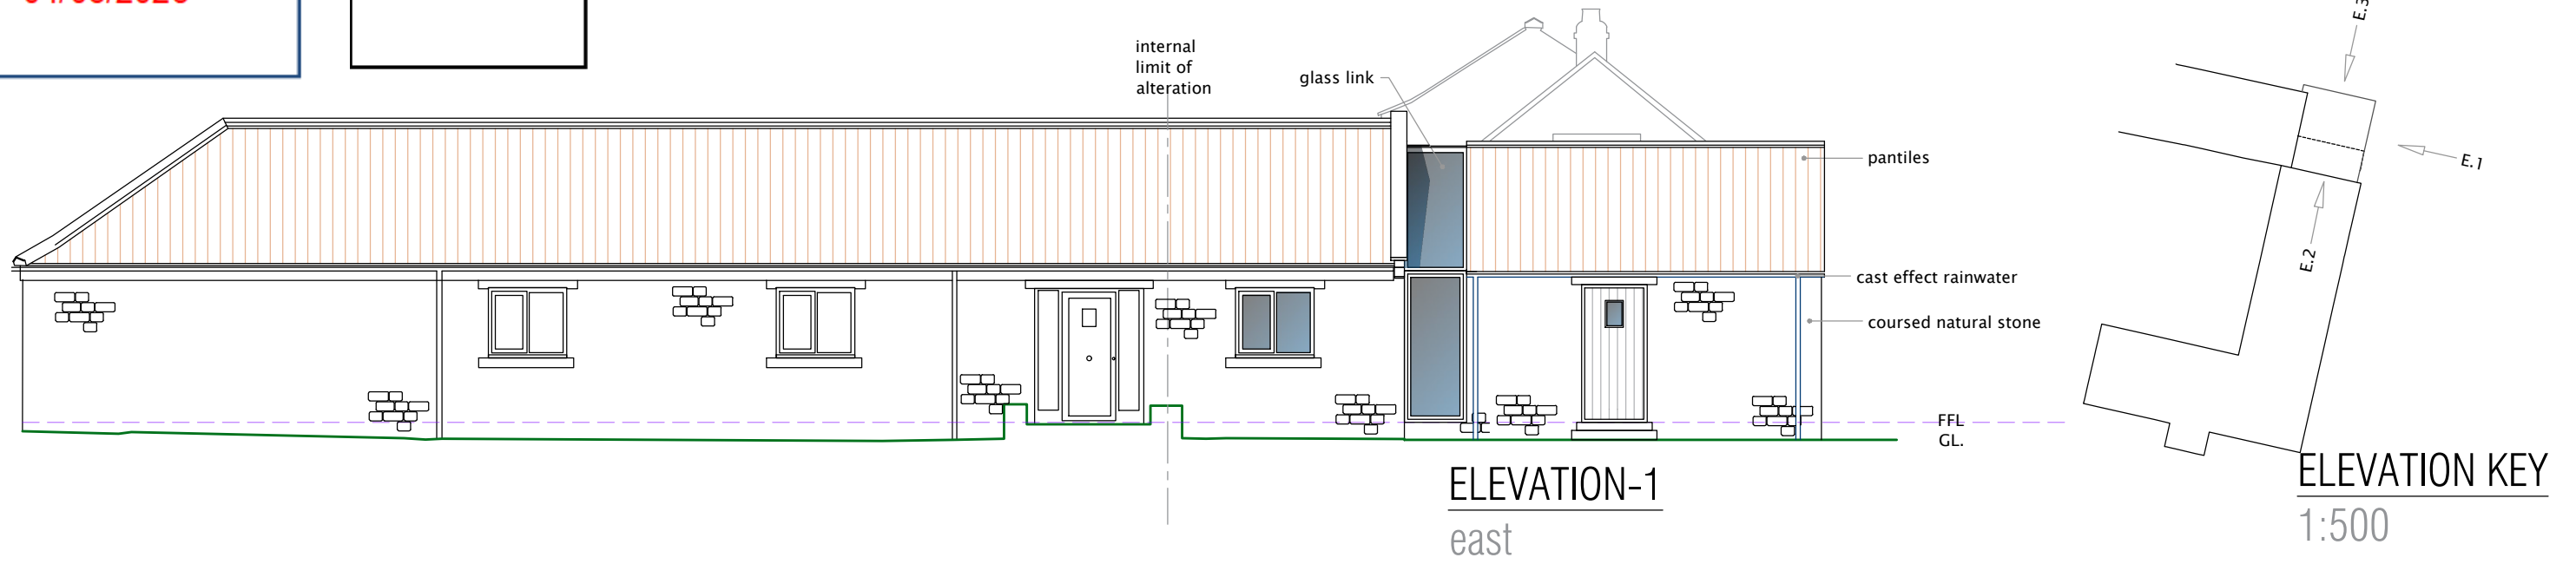 internal
limit of
alteration
glass link
pantiles
cast effect rainwater
coursed natural stone
FFL
GL.
ELEVATION-1
east
E.3
E.1
E.2
ELEVATION KEY
1:500